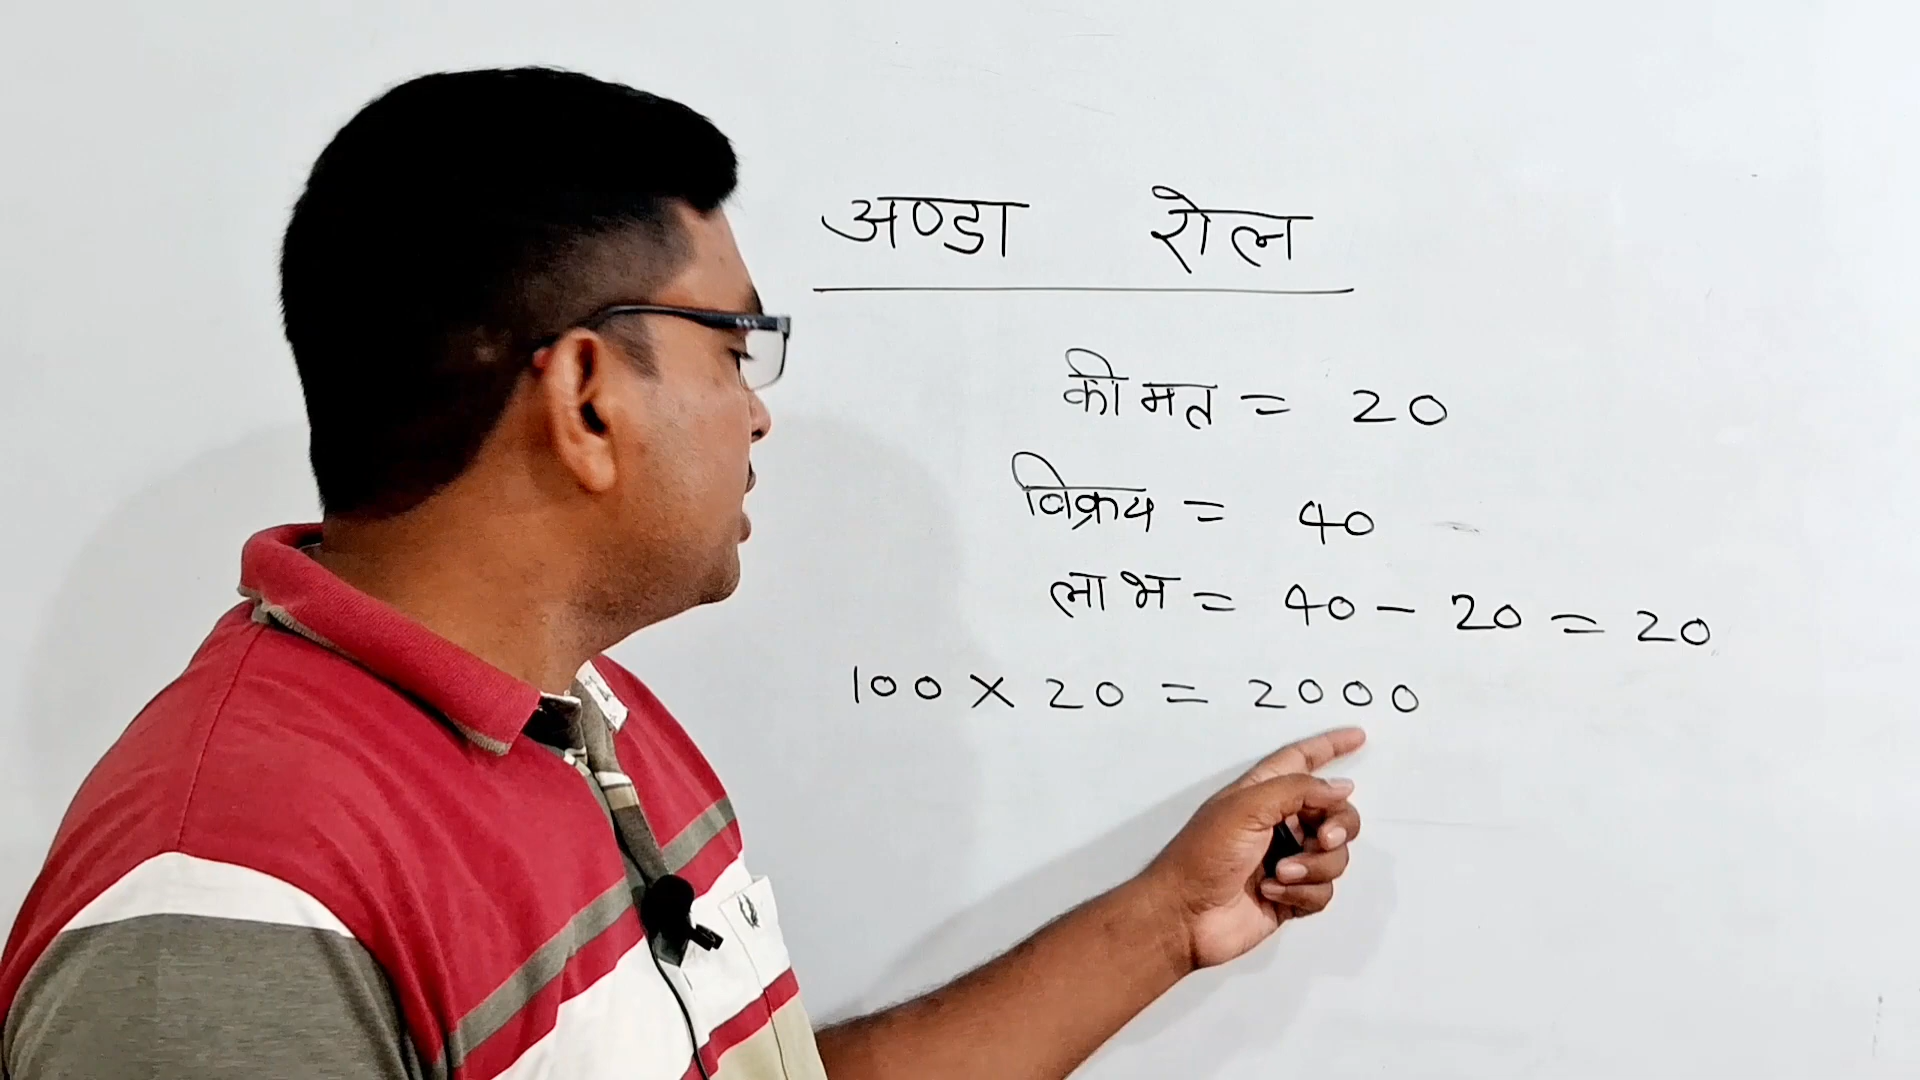 अण्डा रोल
कीमत = 20
विक्रय = 40
लाभ = 40 - 20 = 20
100 × 20 = 2000